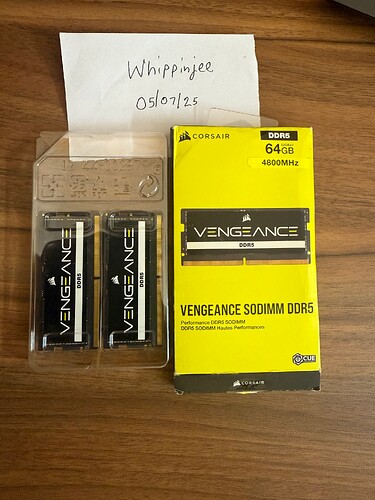 Whippinjee
05/07/25
CORSAIR
DDR5
64GB
4800MHz
VENGEANCE
DDR5
VENGEANCE SODIMM DDR5
Performance DDR5 SODIMM
DDR5 SODIMM Hautes Performances
CUE
CORSAIR
VENGEANCE
DDR5
VENGEANCE
DDR5